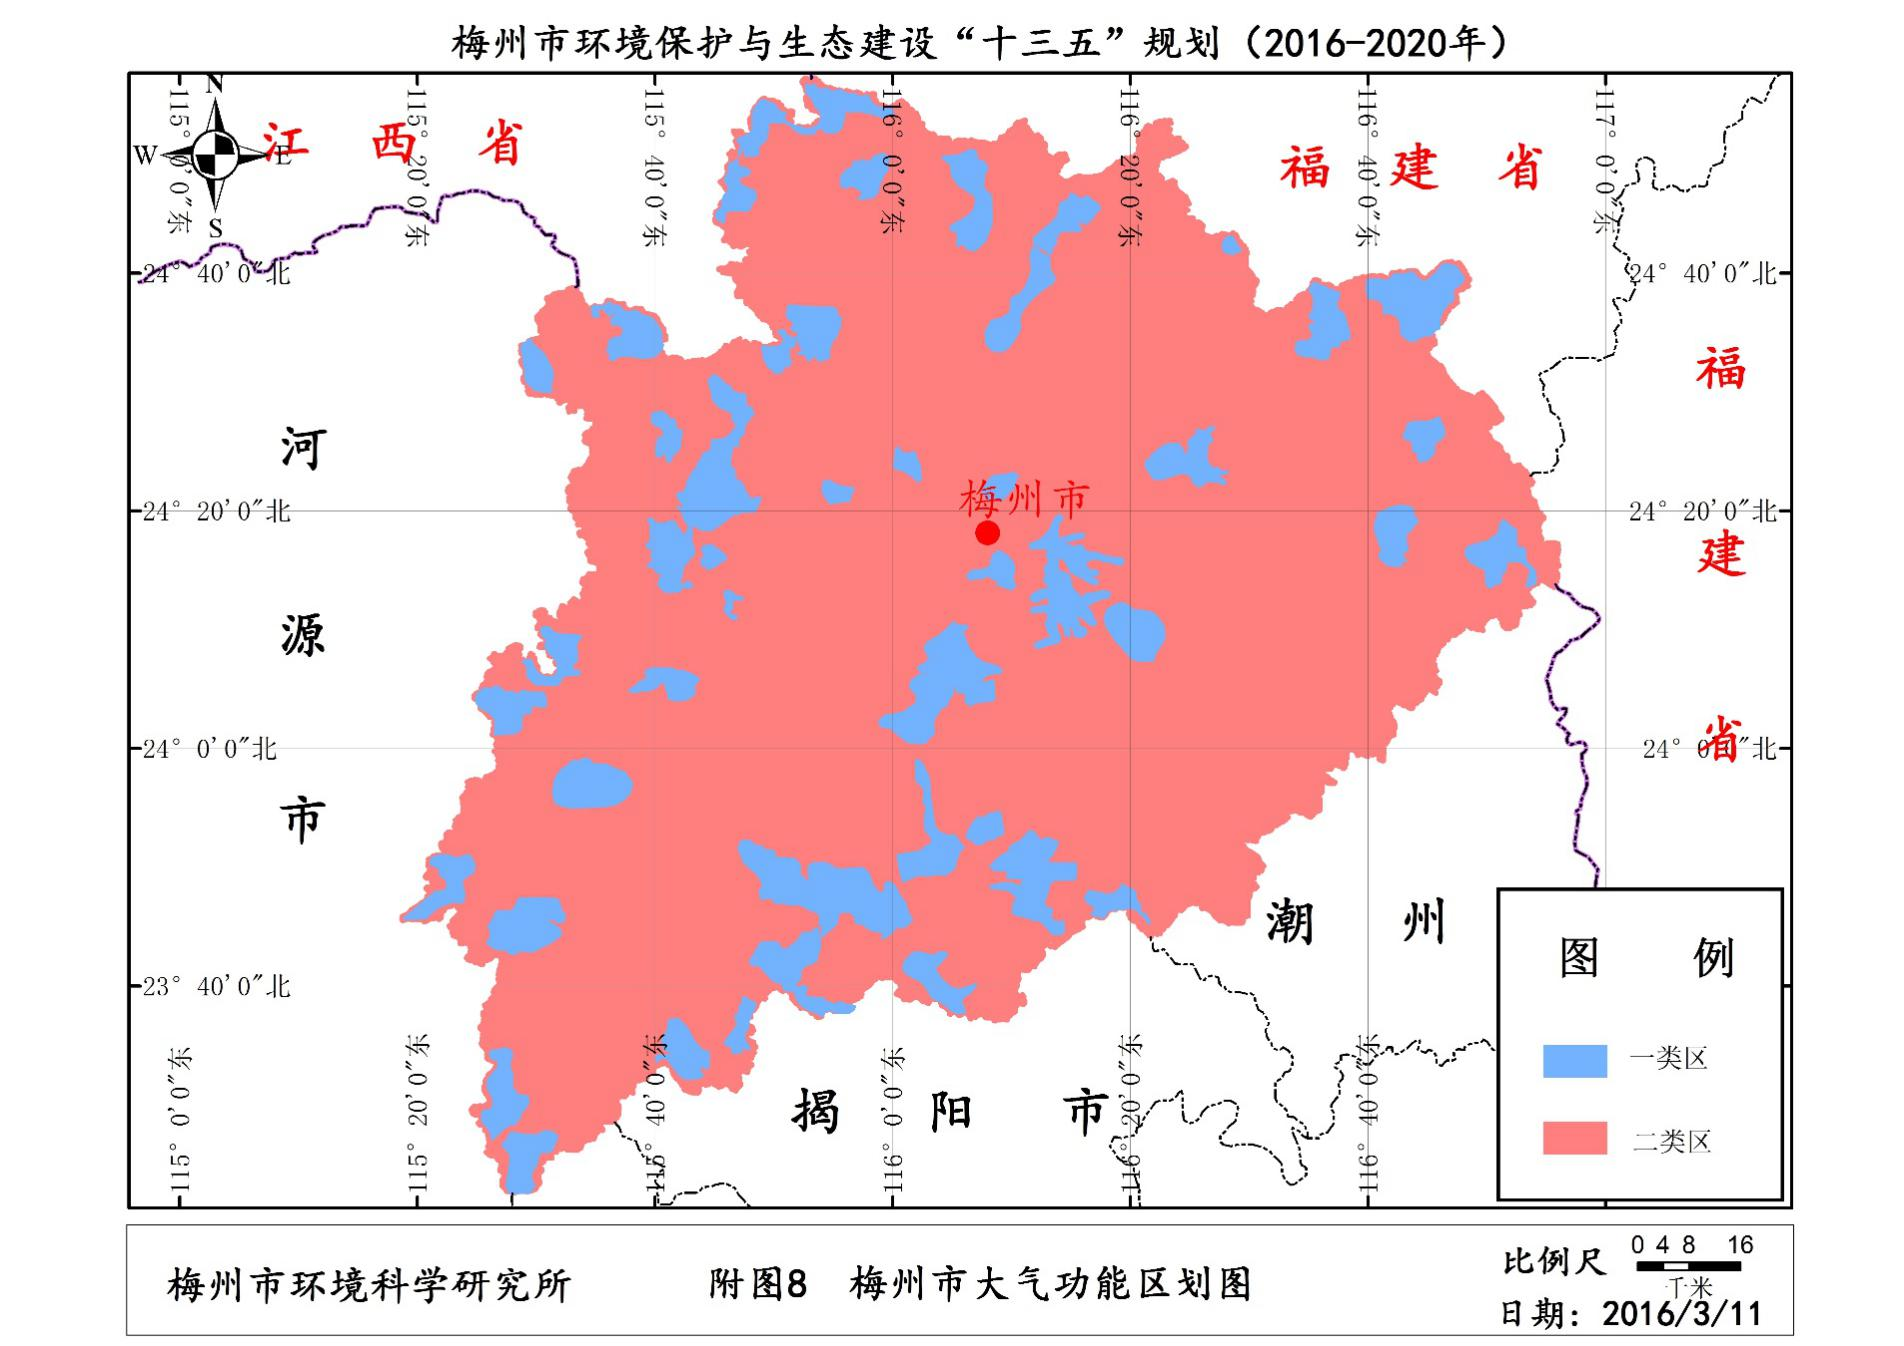 梅州市环境保护与生态建设“十三五”规划（2016-2020年）
N
W E
S
115° 0'0"东
115° 20'0"东
115° 40'0"东
116° 0'0"东
116° 20'0"东
116° 40'0"东
117° 0'0"东
江西省
福建省
24° 40'0"北
24° 40'0"北
福建省
河源市
24° 20'0"北
梅州市
24° 20'0"北
24° 0'0"北
24° 0'0"北
潮州
23° 40'0"北
揭阳市
115° 0'0"东
115° 20'0"东
115° 40'0"东
116° 0'0"东
116° 20'0"东
116° 40'0"东
图例
一类区
二类区
梅州市环境科学研究所
附图8 梅州市大气功能区划图
比例尺
0 4 8 16
千米
日期：2016/3/11